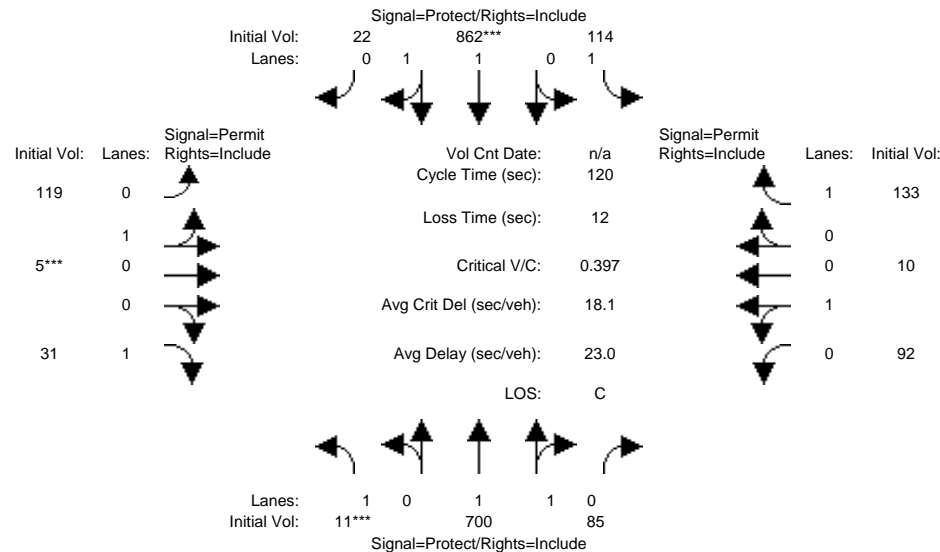 Signal=Protect/Rights=Include
Initial Vol: 22 862*** 114
Lanes: 0 1 1 0 1
Signal=Permit
Initial Vol: Lanes: Rights=Include
Vol Cnt Date: n/a
Signal=Permit
Rights=Include Lanes: Initial Vol:
Cycle Time (sec): 120
119 0
1 133
Loss Time (sec): 12
1
0
5*** 0
Critical V/C: 0.397
0 10
0
Avg Crit Del (sec/veh): 18.1
1
31 1
Avg Delay (sec/veh): 23.0
0 92
LOS: C
Lanes: 1 0 1 1 0
Initial Vol: 11*** 700 85
Signal=Protect/Rights=Include